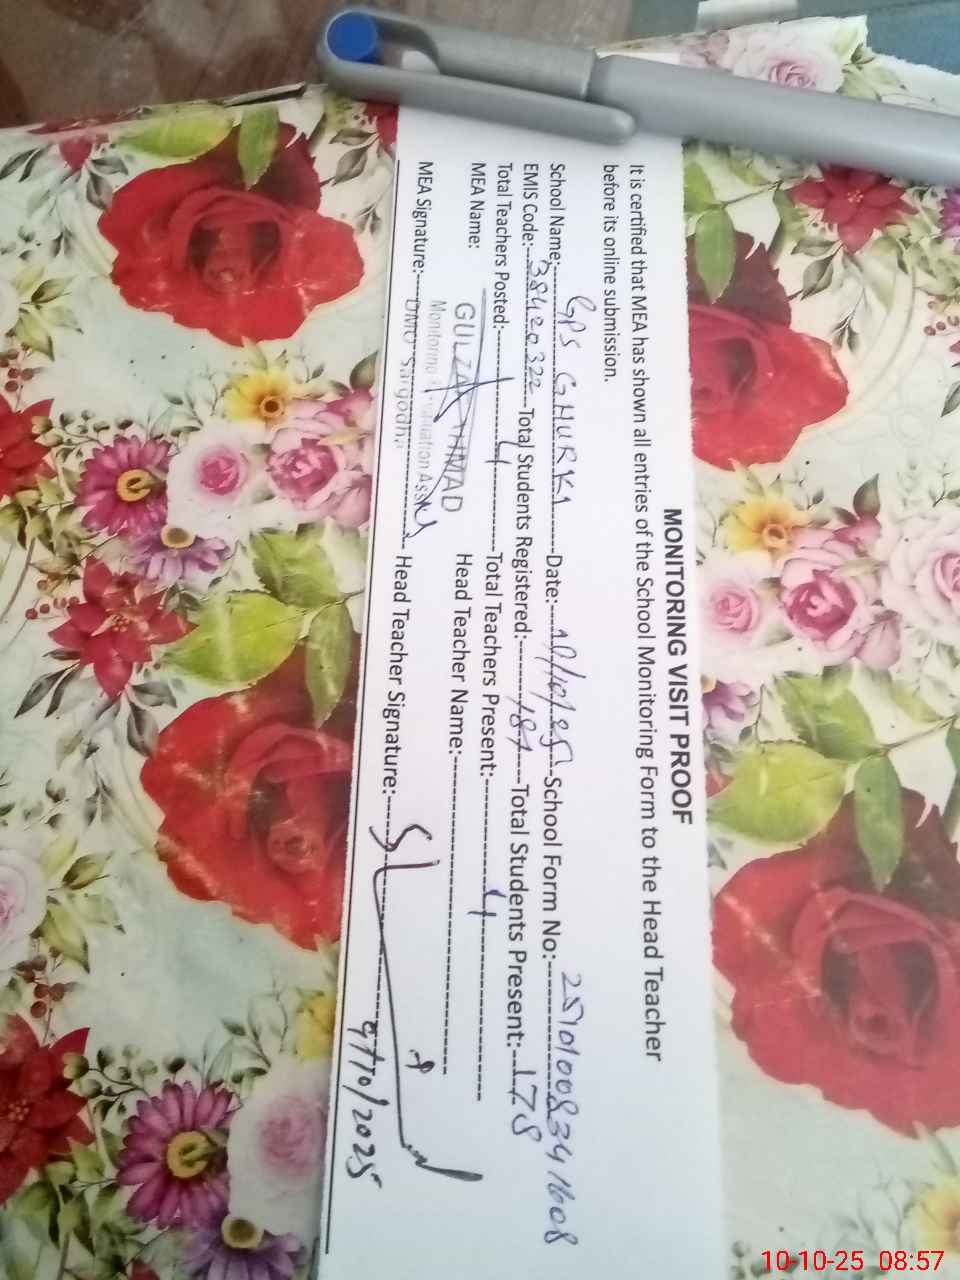 MONITORING VISIT PROOF
It is certified that MEA has shown all entries of the School Monitoring Form to the Head Teacher
before its online submission.
School Name:- GPS GHURKI Date:- 10/10/25 School Form No:- 25101008341608
EMIS Code:- 38420322 Total Students Registered:- 187 Total Students Present:- 178
Total Teachers Posted:- 4 Total Teachers Present:- 4
MEA Name: GULZAR AHMAD Head Teacher Name:-
Monitoring Evaluation Assistant
MEA Signature:- DMO Sargodha Head Teacher Signature:-
9/10/2025
10-10-25 08:57